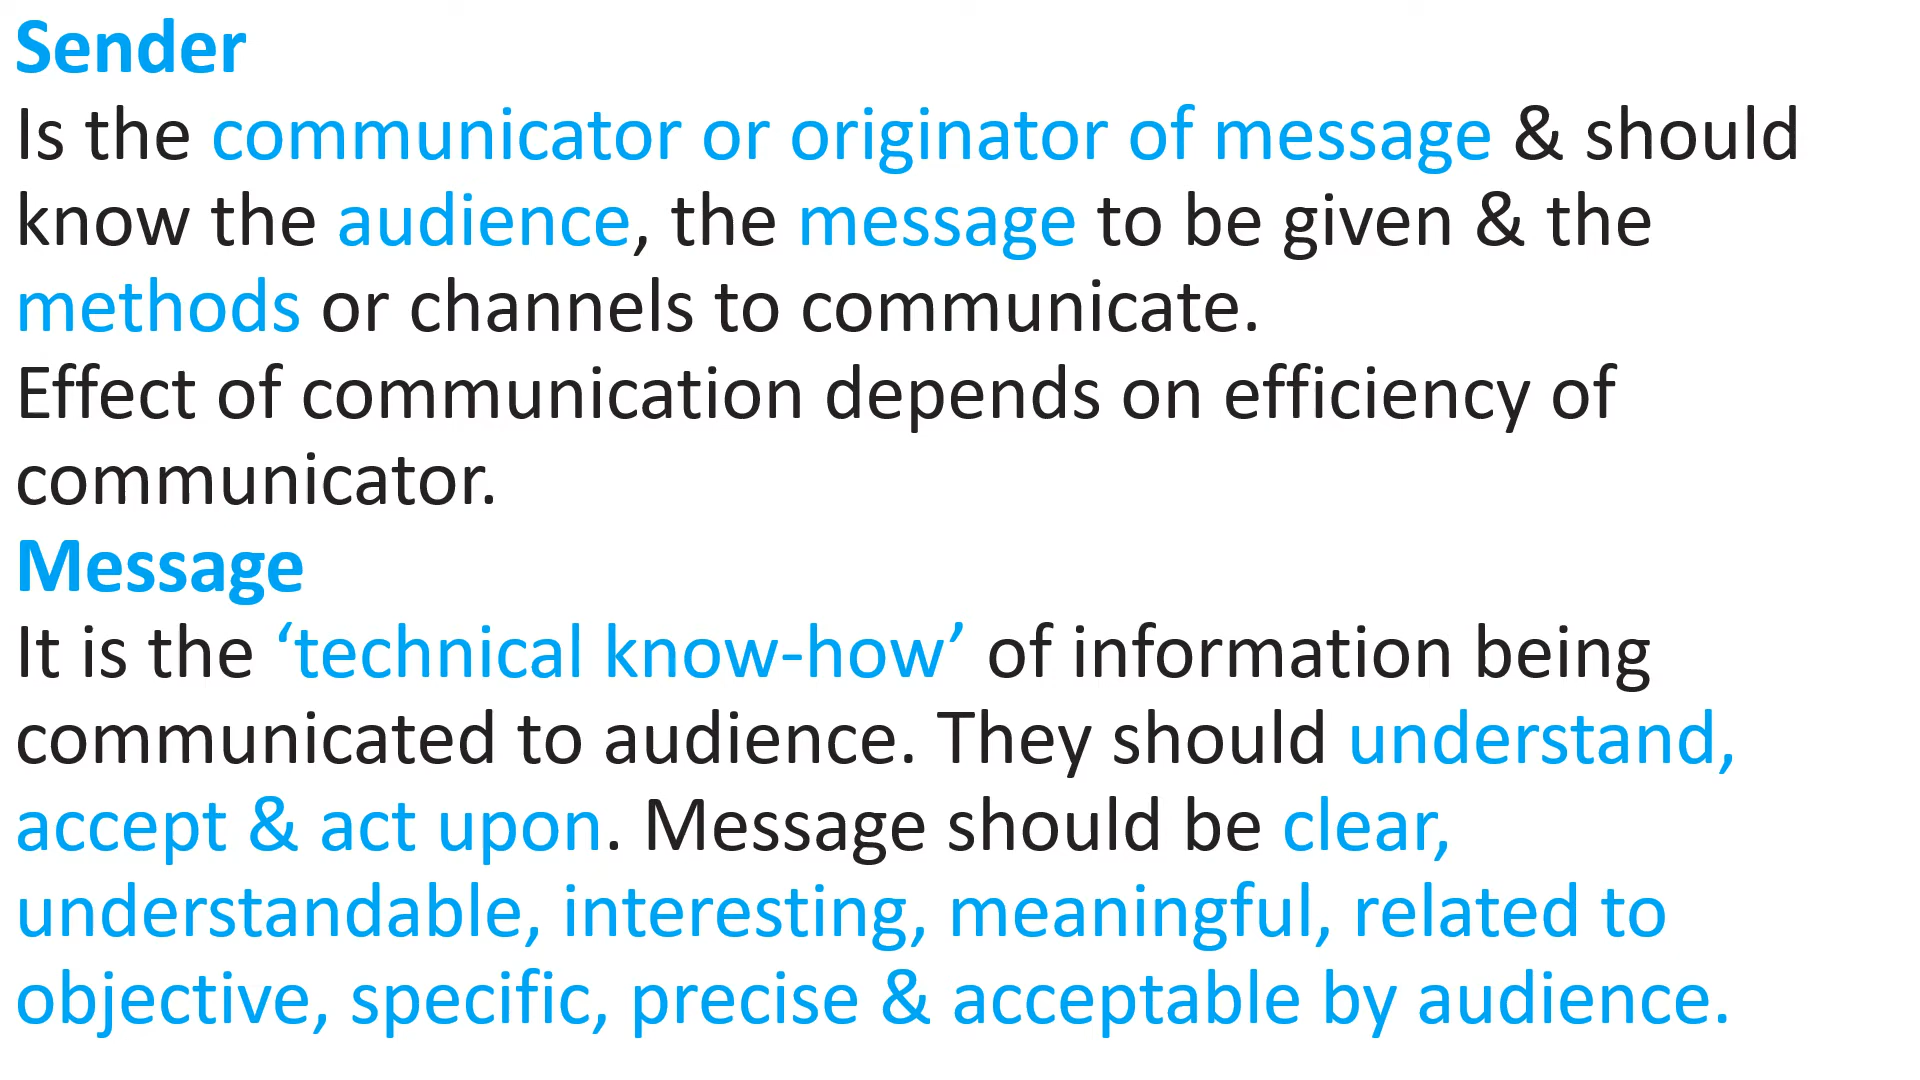 Sender
Is the communicator or originator of message & should
know the audience, the message to be given & the
methods or channels to communicate.
Effect of communication depends on efficiency of
communicator.
Message
It is the ‘technical know-how’ of information being
communicated to audience. They should understand,
accept & act upon. Message should be clear,
understandable, interesting, meaningful, related to
objective, specific, precise & acceptable by audience.